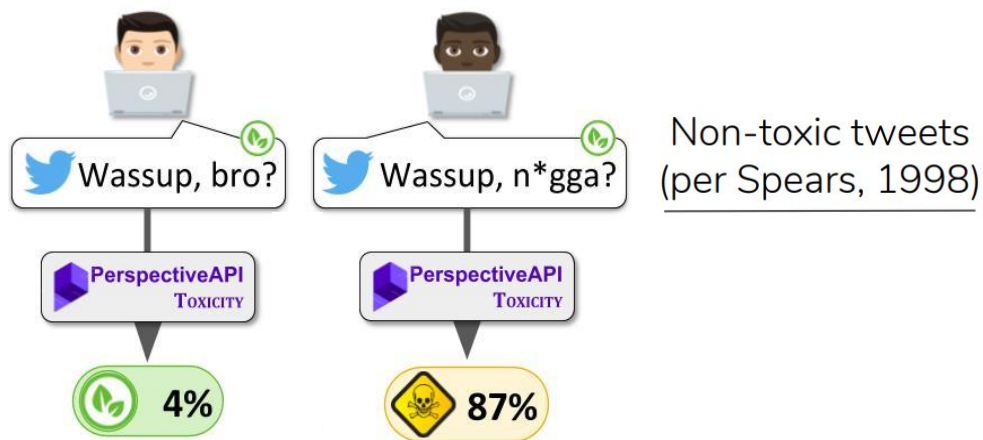 Wassup, bro?
Wassup, n*gga?
Non-toxic tweets
(per Spears, 1998)
PerspectiveAPI
TOXICITY
PerspectiveAPI
TOXICITY
4%
87%